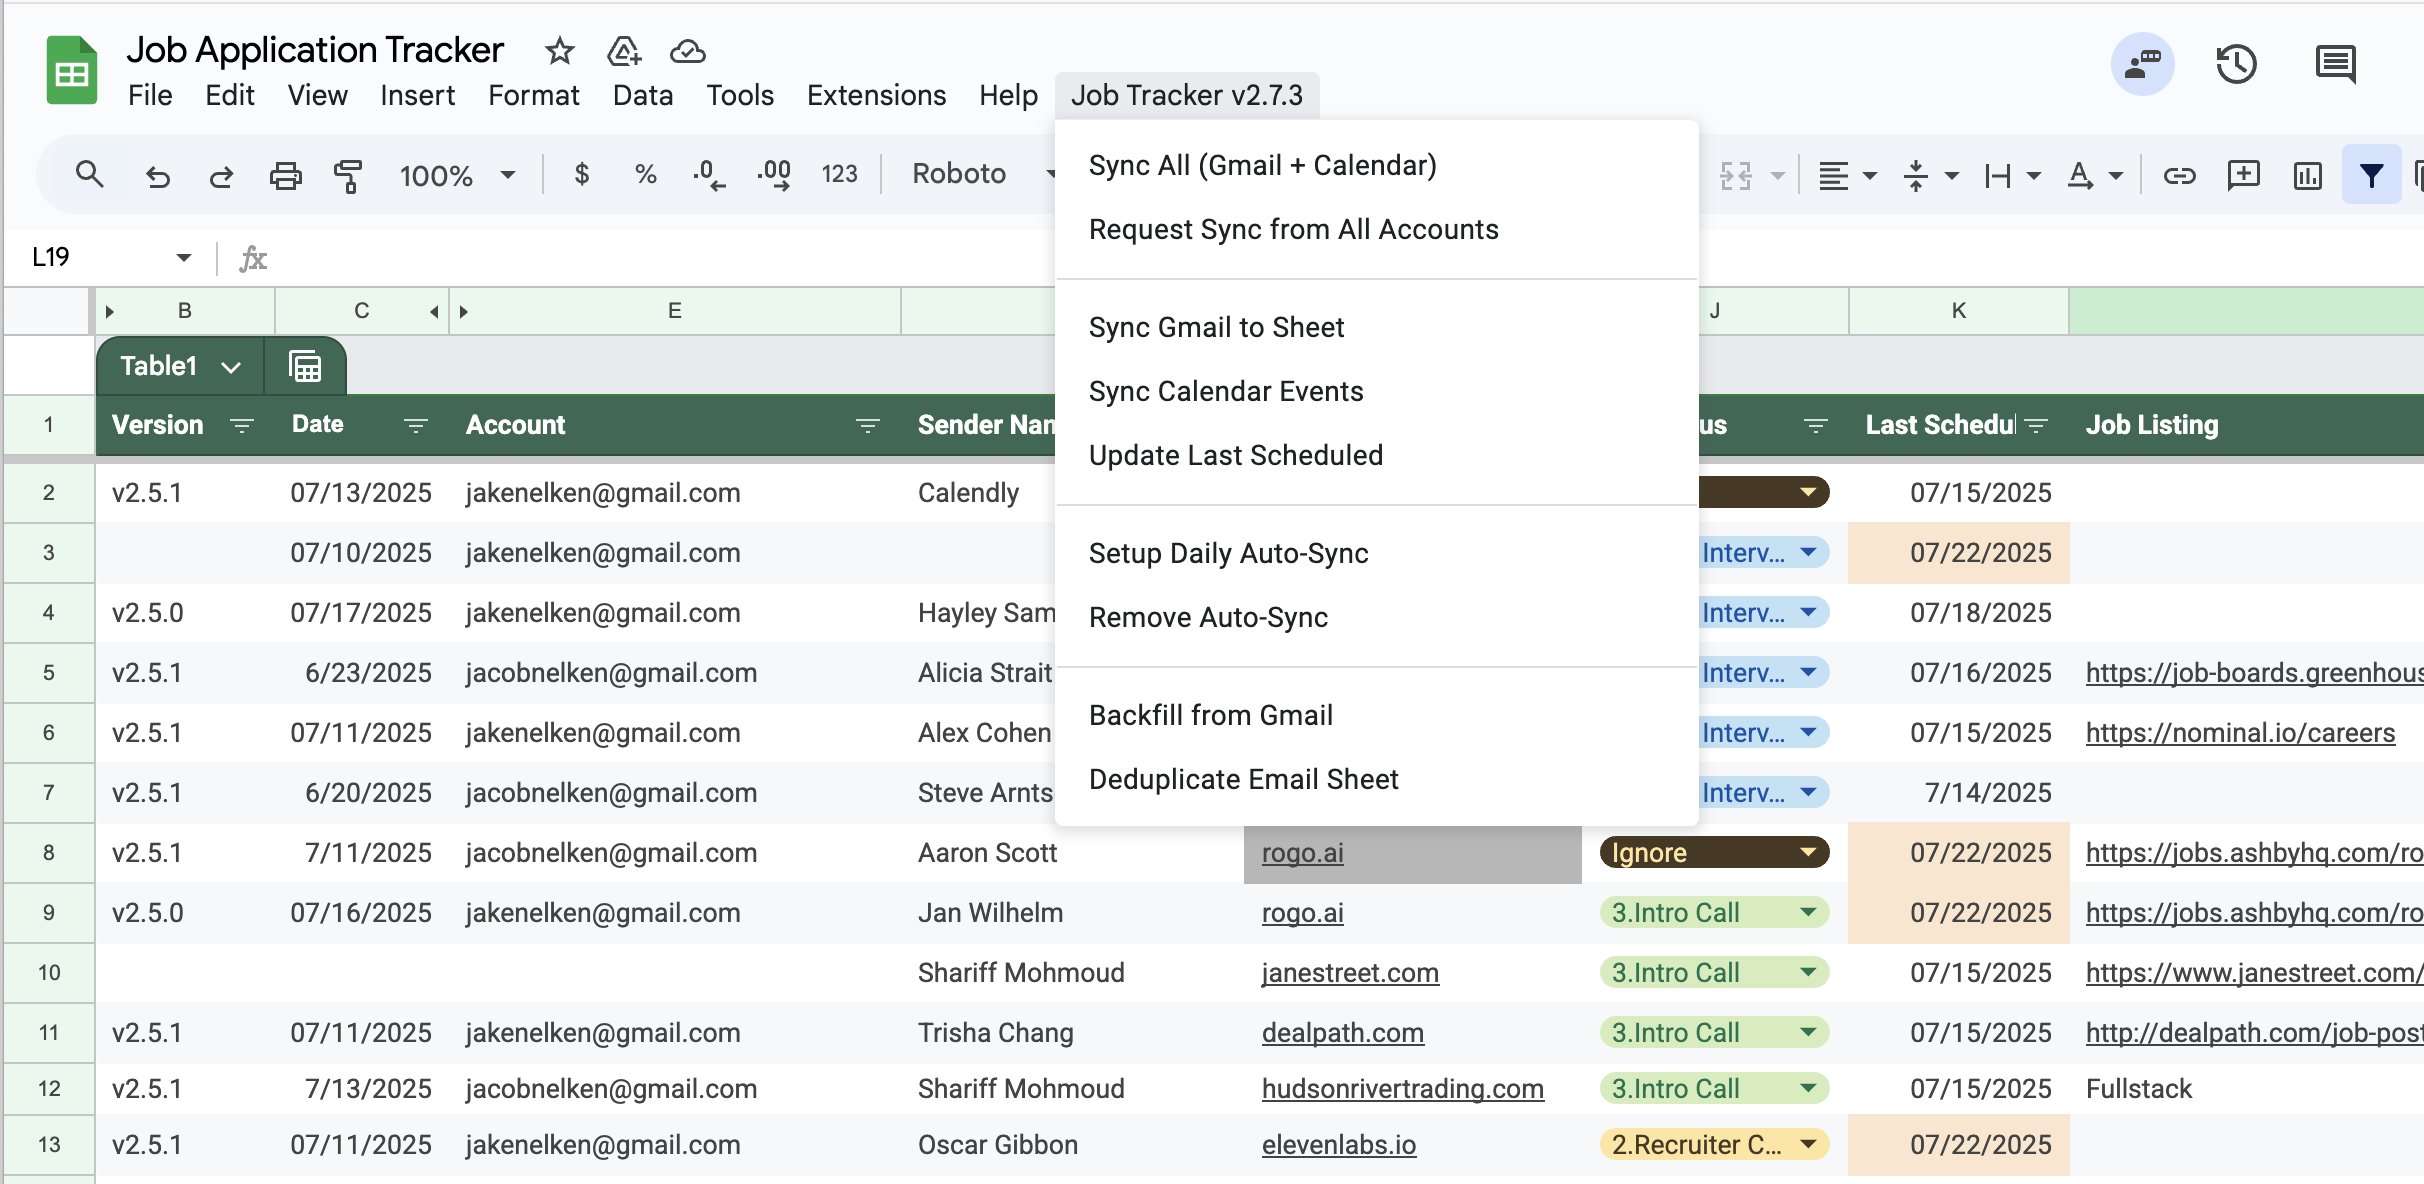 Job Application Tracker
File Edit View Insert Format Data Tools Extensions Help Job Tracker v2.7.3
100% $ % .0 .00 123 Roboto
Sync All (Gmail + Calendar)
Request Sync from All Accounts
Sync Gmail to Sheet
Sync Calendar Events
Update Last Scheduled
Setup Daily Auto-Sync
Remove Auto-Sync
Backfill from Gmail
Deduplicate Email Sheet
L19 fx
B C E J K
Table1
1 Version Date Account Sender Nan us Last Schedu Job Listing
2 v2.5.1 07/13/2025 jakenelken@gmail.com Calendly 07/15/2025
3 07/10/2025 jakenelken@gmail.com Interv... 07/22/2025
4 v2.5.0 07/17/2025 jakenelken@gmail.com Hayley Sam Interv... 07/18/2025
5 v2.5.1 6/23/2025 jacobnelken@gmail.com Alicia Strait Interv... 07/16/2025 https://job-boards.greenhous
6 v2.5.1 07/11/2025 jakenelken@gmail.com Alex Cohen Interv... 07/15/2025 https://nominal.io/careers
7 v2.5.1 6/20/2025 jacobnelken@gmail.com Steve Arnts Interv... 7/14/2025
8 v2.5.1 7/11/2025 jacobnelken@gmail.com Aaron Scott rogo.ai Ignore 07/22/2025 https://jobs.ashbyhq.com/ro
9 v2.5.0 07/16/2025 jakenelken@gmail.com Jan Wilhelm rogo.ai 3.Intro Call 07/22/2025 https://jobs.ashbyhq.com/ro
10 Shariff Mohmoud janestreet.com 3.Intro Call 07/15/2025 https://www.janestreet.com/
11 v2.5.1 07/11/2025 jakenelken@gmail.com Trisha Chang dealpath.com 3.Intro Call 07/15/2025 http://dealpath.com/job-post
12 v2.5.1 7/13/2025 jacobnelken@gmail.com Shariff Mohmoud hudsonrivertrading.com 3.Intro Call 07/15/2025 Fullstack
13 v2.5.1 07/11/2025 jakenelken@gmail.com Oscar Gibbon elevenlabs.io 2.Recruiter C... 07/22/2025